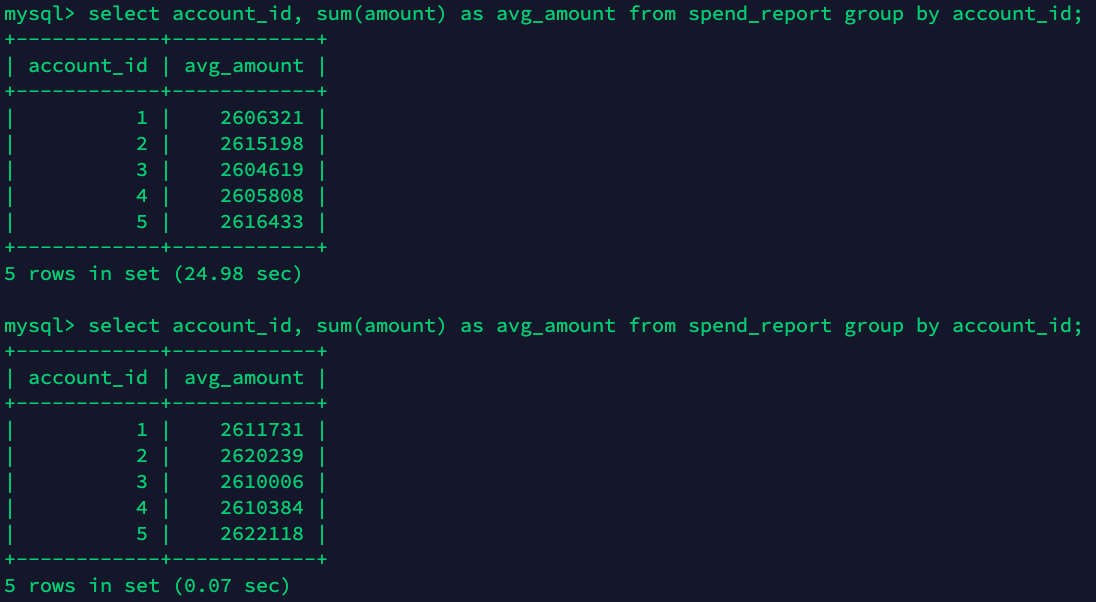 mysql> select account_id, sum(amount) as avg_amount from spend_report group by account_id;
+------------+------------+
| account_id | avg_amount |
+------------+------------+
|          1 |    2606321 |
|          2 |    2615198 |
|          3 |    2604619 |
|          4 |    2605808 |
|          5 |    2616433 |
+------------+------------+
5 rows in set (24.98 sec)
mysql> select account_id, sum(amount) as avg_amount from spend_report group by account_id;
+------------+------------+
| account_id | avg_amount |
+------------+------------+
|          1 |    2611731 |
|          2 |    2620239 |
|          3 |    2610006 |
|          4 |    2610384 |
|          5 |    2622118 |
+------------+------------+
5 rows in set (0.07 sec)